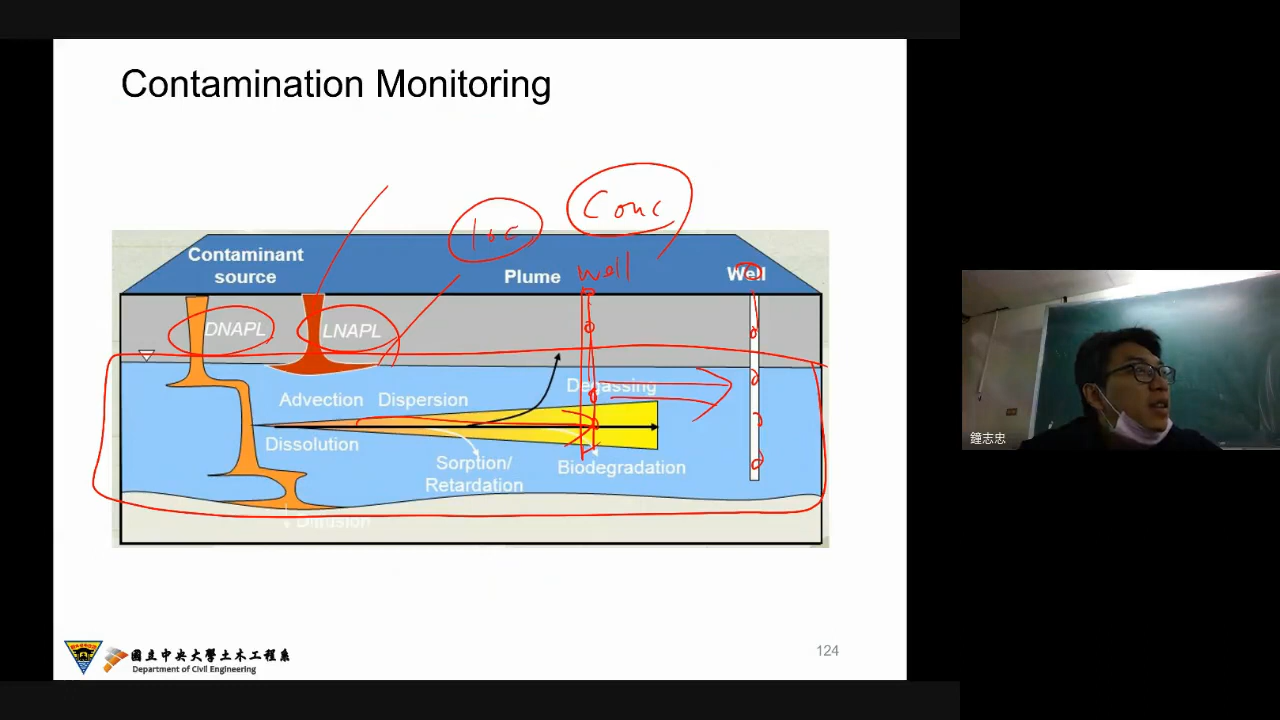 Contamination Monitoring
Conc
loc
Contaminant
source
Plume
well
Well
DNAPL
LNAPL
Degassing
Advection
Dispersion
Dissolution
Sorption/
Retardation
Biodegradation
Diffusion
鐘志忠
國立中央大學土木工程系
Department of Civil Engineering
124